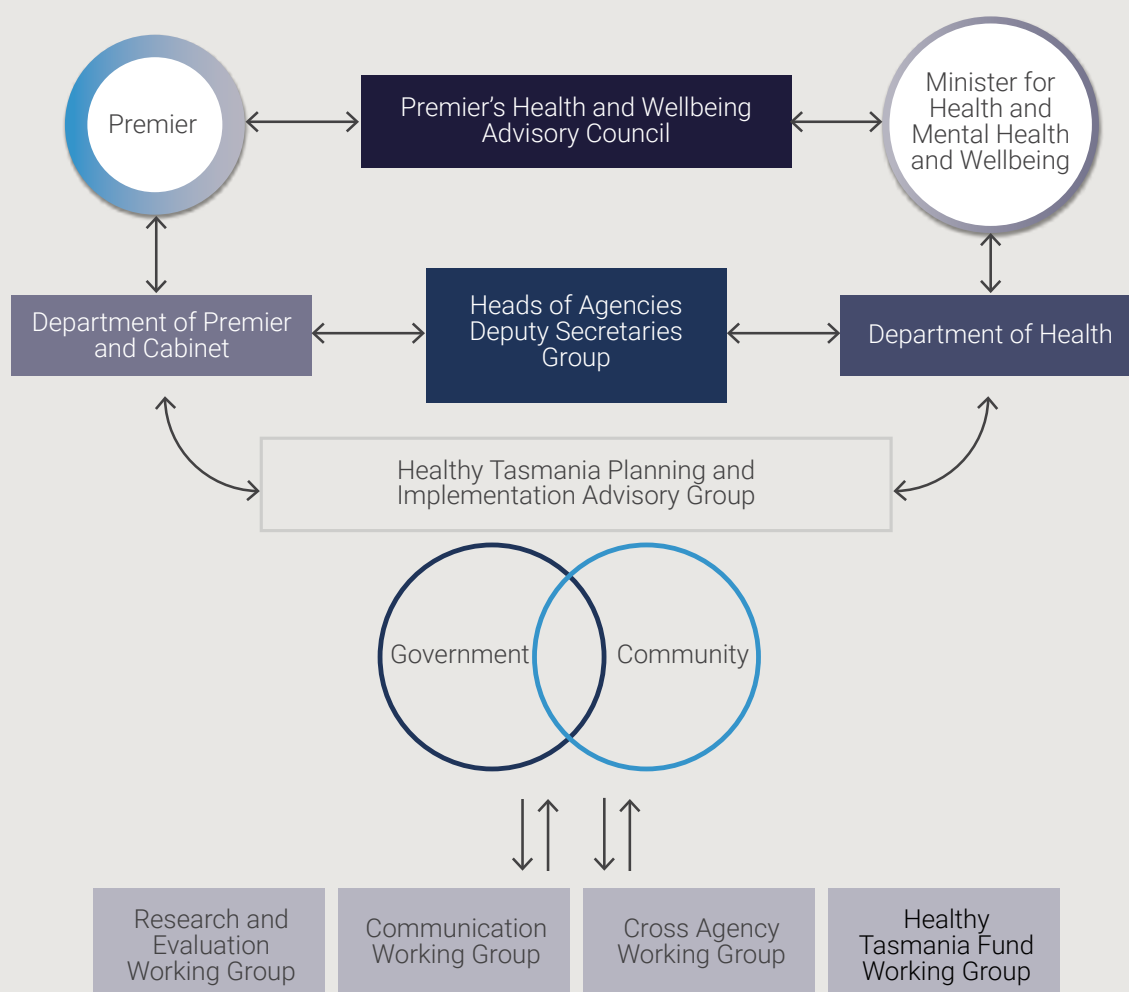 Premier
Premier’s Health and Wellbeing
Advisory Council
Minister for
Health and
Mental Health
and Wellbeing
Department of Premier
and Cabinet
Heads of Agencies
Deputy Secretaries
Group
Department of Health
Healthy Tasmania Planning and
Implementation Advisory Group
Government
Community
Research and
Evaluation
Working Group
Communication
Working Group
Cross Agency
Working Group
Healthy
Tasmania Fund
Working Group